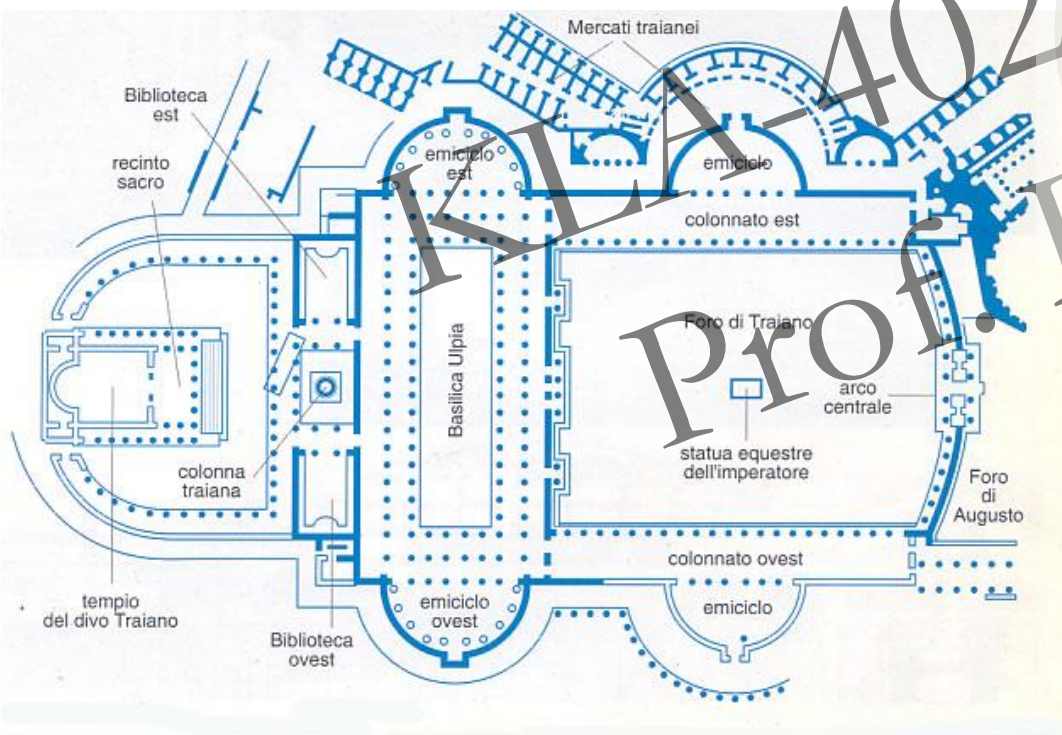 Mercati traianei
KLA-402
Prof.
Biblioteca
est
recinto
sacro
emiciclo
est
emiciclo
colonnato est
Basilica Ulpia
Foro di Traiano
arco
centrale
statua equestre
dell'imperatore
colonna
traiana
Foro
di
Augusto
colonnato ovest
tempio
del divo Traiano
emiciclo
ovest
emiciclo
Biblioteca
ovest